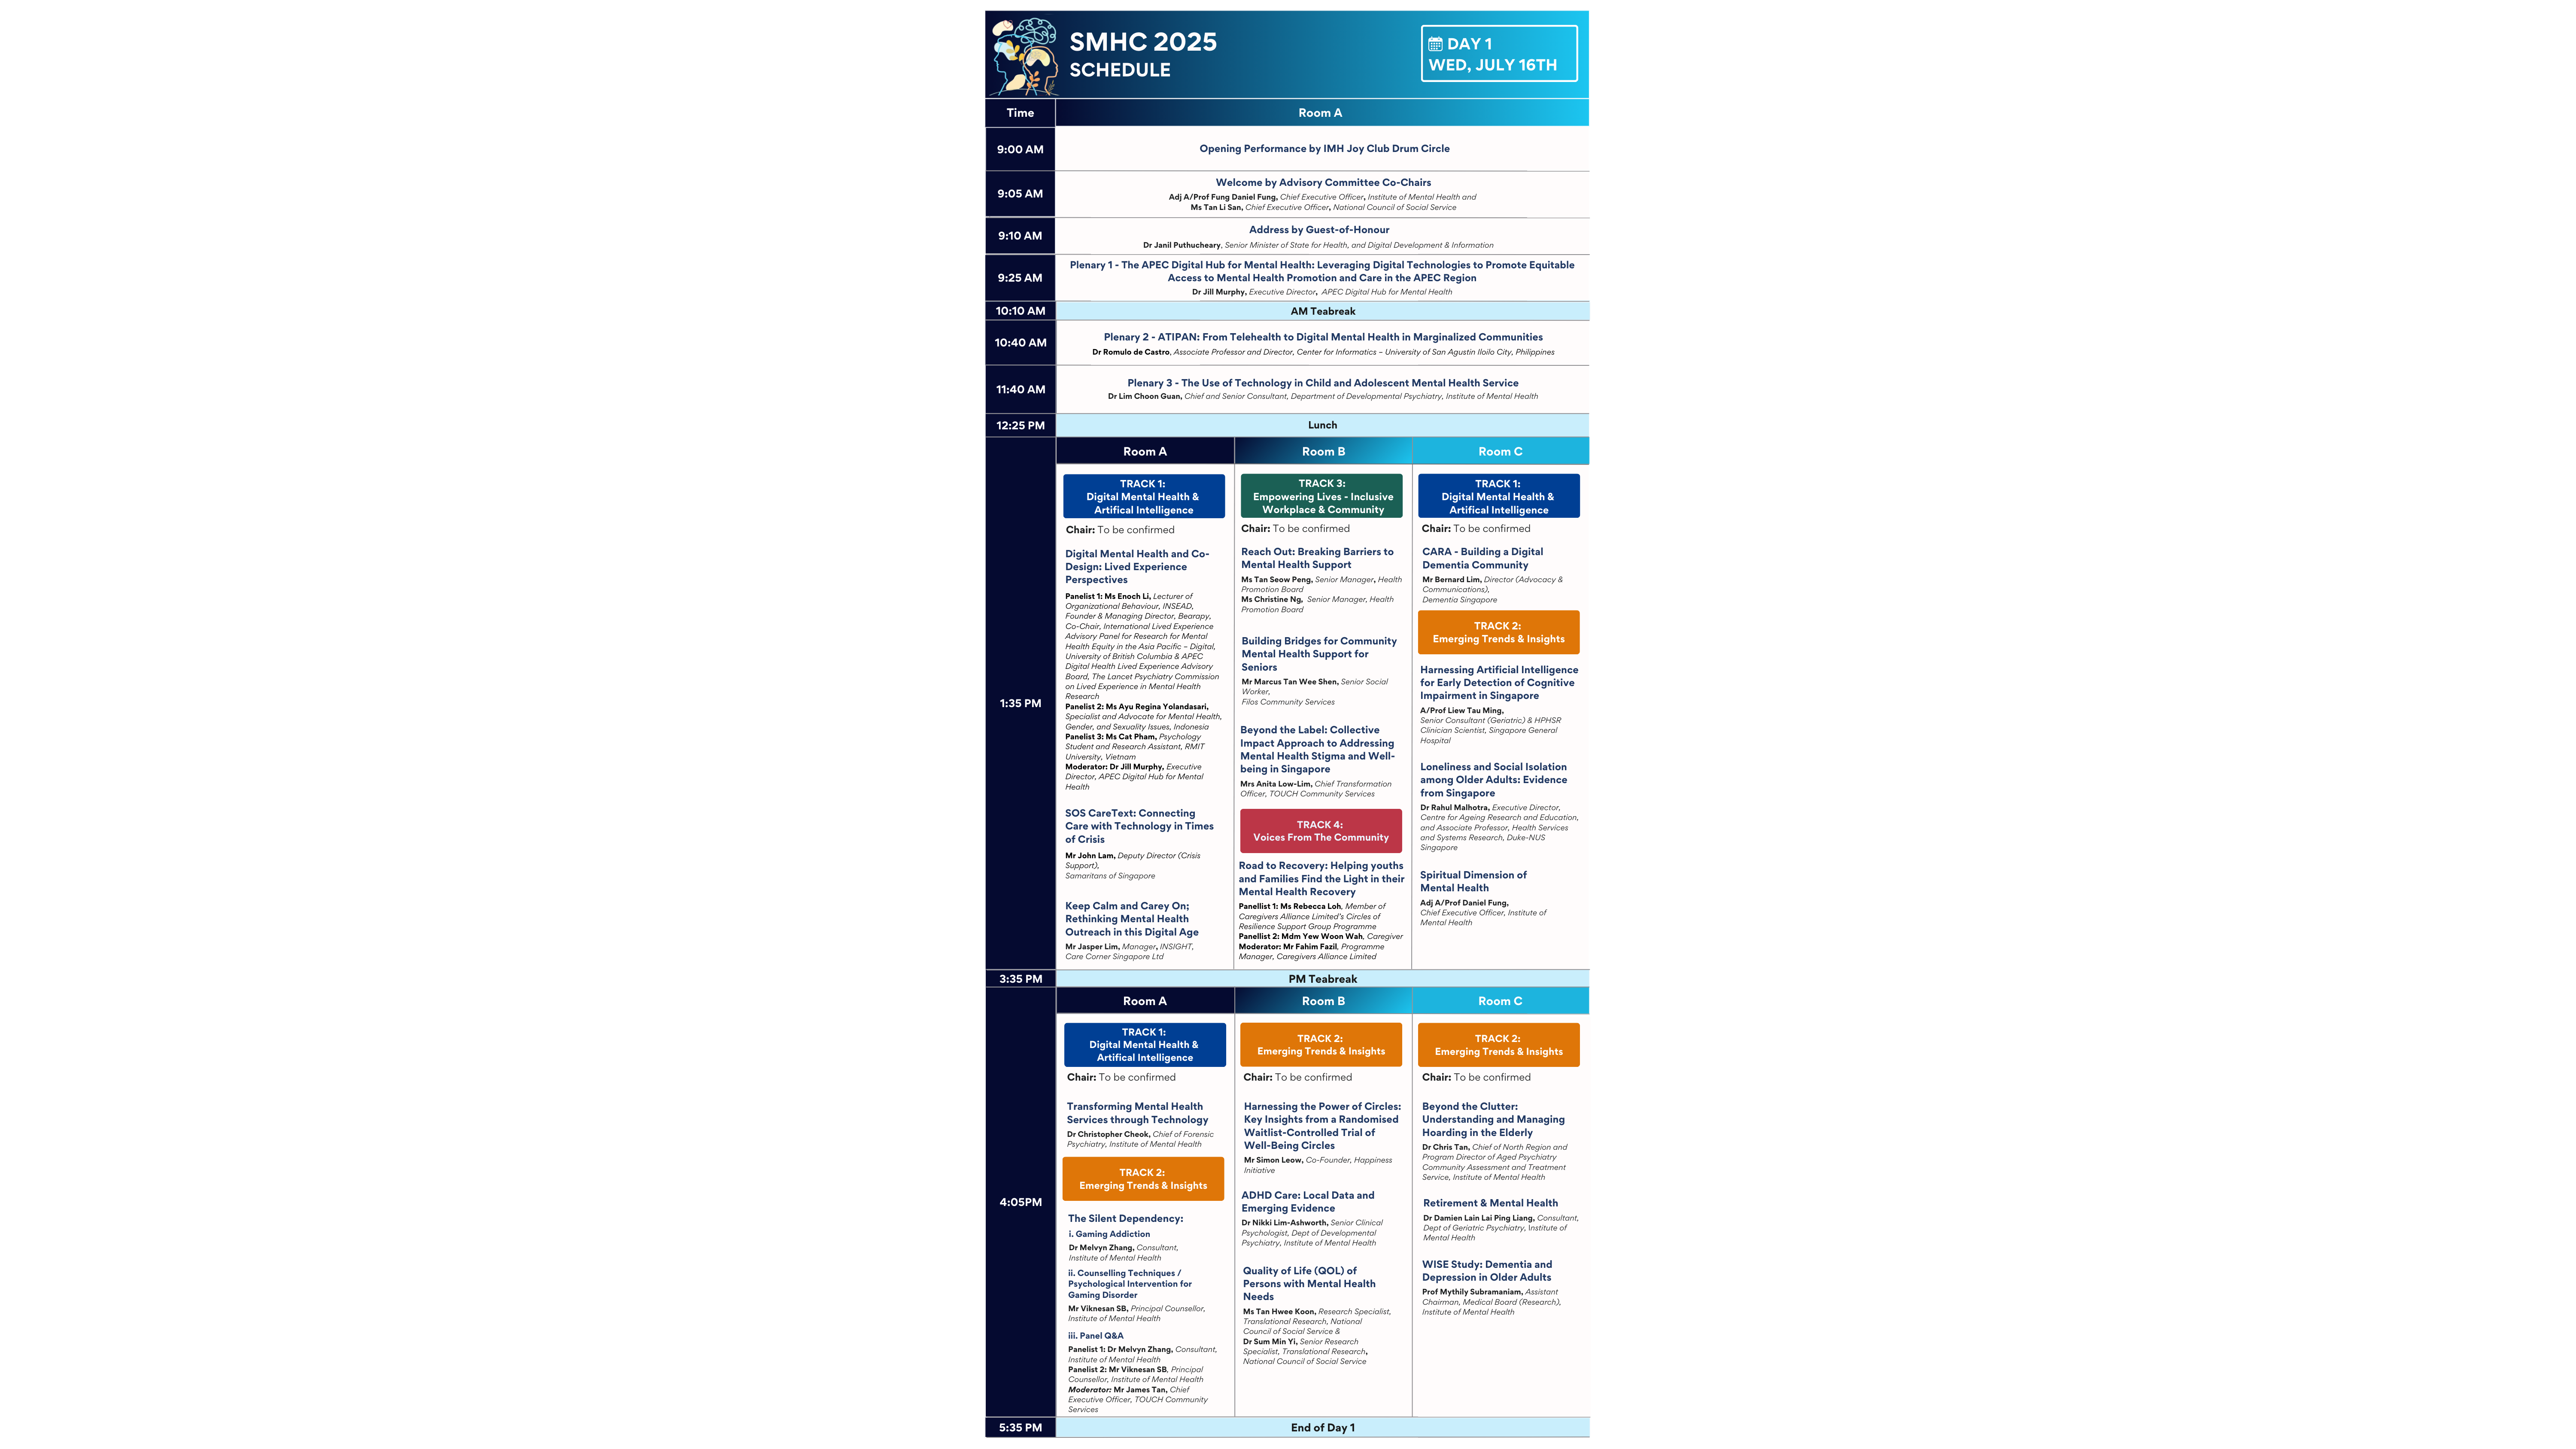 SMHC 2025
SCHEDULE
DAY 1
WED, JULY 16TH
Time
Room A
9:00 AM
Opening Performance by IMH Joy Club Drum Circle
9:05 AM
Welcome by Advisory Committee Co-Chairs
Adj A/Prof Fung Daniel Fung, Chief Executive Officer, Institute of Mental Health and
Ms Tan Li San, Chief Executive Officer, National Council of Social Service
9:10 AM
Address by Guest-of-Honour
Dr Janil Puthucheary, Senior Minister of State for Health, and Digital Development & Information
9:25 AM
Plenary 1 - The APEC Digital Hub for Mental Health: Leveraging Digital Technologies to Promote Equitable
Access to Mental Health Promotion and Care in the APEC Region
Dr Jill Murphy, Executive Director, APEC Digital Hub for Mental Health
10:10 AM
AM Teabreak
10:40 AM
Plenary 2 - ATIPAN: From Telehealth to Digital Mental Health in Marginalized Communities
Dr Romulo de Castro, Associate Professor and Director, Center for Informatics – University of San Agustin Iloilo City, Philippines
11:40 AM
Plenary 3 - The Use of Technology in Child and Adolescent Mental Health Service
Dr Lim Choon Guan, Chief and Senior Consultant, Department of Developmental Psychiatry, Institute of Mental Health
12:25 PM
Lunch
1:35 PM
Room A
TRACK 1:
Digital Mental Health &
Artifical Intelligence
Chair: To be confirmed
Digital Mental Health and Co-
Design: Lived Experience
Perspectives
Panelist 1: Ms Enoch Li, Lecturer of
Organizational Behaviour, INSEAD,
Founder & Managing Director, Bearapy,
Co-Chair, International Lived Experience
Advisory Panel for Research for Mental
Health Equity in the Asia Pacific – Digital,
University of British Columbia & APEC
Digital Health Lived Experience Advisory
Board, The Lancet Psychiatry Commission
on Lived Experience in Mental Health
Research
Panelist 2: Ms Ayu Regina Yolandasari,
Specialist and Advocate for Mental Health,
Gender, and Sexuality Issues, Indonesia
Panelist 3: Ms Cat Pham, Psychology
Student and Research Assistant, RMIT
University, Vietnam
Moderator: Dr Jill Murphy, Executive
Director, APEC Digital Hub for Mental
Health
SOS CareText: Connecting
Care with Technology in Times
of Crisis
Mr John Lam, Deputy Director (Crisis
Support),
Samaritans of Singapore
Keep Calm and Carey On;
Rethinking Mental Health
Outreach in this Digital Age
Mr Jasper Lim, Manager, INSIGHT,
Care Corner Singapore Ltd
Room B
TRACK 3:
Empowering Lives - Inclusive
Workplace & Community
Chair: To be confirmed
Reach Out: Breaking Barriers to
Mental Health Support
Ms Tan Seow Peng, Senior Manager, Health
Promotion Board
Ms Christine Ng, Senior Manager, Health
Promotion Board
Building Bridges for Community
Mental Health Support for
Seniors
Mr Marcus Tan Wee Shen, Senior Social
Worker,
Filos Community Services
Beyond the Label: Collective
Impact Approach to Addressing
Mental Health Stigma and Well-
being in Singapore
Mrs Anita Low-Lim, Chief Transformation
Officer, TOUCH Community Services
TRACK 4:
Voices From The Community
Road to Recovery: Helping youths
and Families Find the Light in their
Mental Health Recovery
Panellist 1: Ms Rebecca Loh, Member of
Caregivers Alliance Limited's Circles of
Resilience Support Group Programme
Panellist 2: Mdm Yew Woon Wah, Caregiver
Moderator: Mr Fahim Fazil, Programme
Manager, Caregivers Alliance Limited
Room C
TRACK 1:
Digital Mental Health &
Artifical Intelligence
Chair: To be confirmed
CARA - Building a Digital
Dementia Community
Mr Bernard Lim, Director (Advocacy &
Communications),
Dementia Singapore
TRACK 2:
Emerging Trends & Insights
Harnessing Artificial Intelligence
for Early Detection of Cognitive
Impairment in Singapore
A/Prof Liew Tau Ming,
Senior Consultant (Geriatric) & HPHSR
Clinician Scientist, Singapore General
Hospital
Loneliness and Social Isolation
among Older Adults: Evidence
from Singapore
Dr Rahul Malhotra, Executive Director,
Centre for Ageing Research and Education,
and Associate Professor, Health Services
and Systems Research, Duke-NUS
Singapore
Spiritual Dimension of
Mental Health
Adj A/Prof Daniel Fung,
Chief Executive Officer, Institute of
Mental Health
3:35 PM
PM Teabreak
4:05PM
Room A
TRACK 1:
Digital Mental Health &
Artifical Intelligence
Chair: To be confirmed
Transforming Mental Health
Services through Technology
Dr Christopher Cheok, Chief of Forensic
Psychiatry, Institute of Mental Health
TRACK 2:
Emerging Trends & Insights
The Silent Dependency:
i. Gaming Addiction
Dr Melvyn Zhang, Consultant,
Institute of Mental Health
ii. Counselling Techniques /
Psychological Intervention for
Gaming Disorder
Mr Viknesan SB, Principal Counsellor,
Institute of Mental Health
iii. Panel Q&A
Panelist 1: Dr Melvyn Zhang, Consultant,
Institute of Mental Health
Panelist 2: Mr Viknesan SB, Principal
Counsellor, Institute of Mental Health
Moderator: Mr James Tan, Chief
Executive Officer, TOUCH Community
Services
Room B
TRACK 2:
Emerging Trends & Insights
Chair: To be confirmed
Harnessing the Power of Circles:
Key Insights from a Randomised
Waitlist-Controlled Trial of
Well-Being Circles
Mr Simon Leow, Co-Founder, Happiness
Initiative
ADHD Care: Local Data and
Emerging Evidence
Dr Nikki Lim-Ashworth, Senior Clinical
Psychologist, Dept of Developmental
Psychiatry, Institute of Mental Health
Quality of Life (QOL) of
Persons with Mental Health
Needs
Ms Tan Hwee Koon, Research Specialist,
Translational Research, National
Council of Social Service &
Dr Sum Min Yi, Senior Research
Specialist, Translational Research,
National Council of Social Service
Room C
TRACK 2:
Emerging Trends & Insights
Chair: To be confirmed
Beyond the Clutter:
Understanding and Managing
Hoarding in the Elderly
Dr Chris Tan, Chief of North Region and
Program Director of Aged Psychiatry
Community Assessment and Treatment
Service, Institute of Mental Health
Retirement & Mental Health
Dr Damien Lain Lai Ping Liang, Consultant,
Dept of Geriatric Psychiatry, Institute of
Mental Health
WISE Study: Dementia and
Depression in Older Adults
Prof Mythily Subramaniam, Assistant
Chairman, Medical Board (Research),
Institute of Mental Health
5:35 PM
End of Day 1